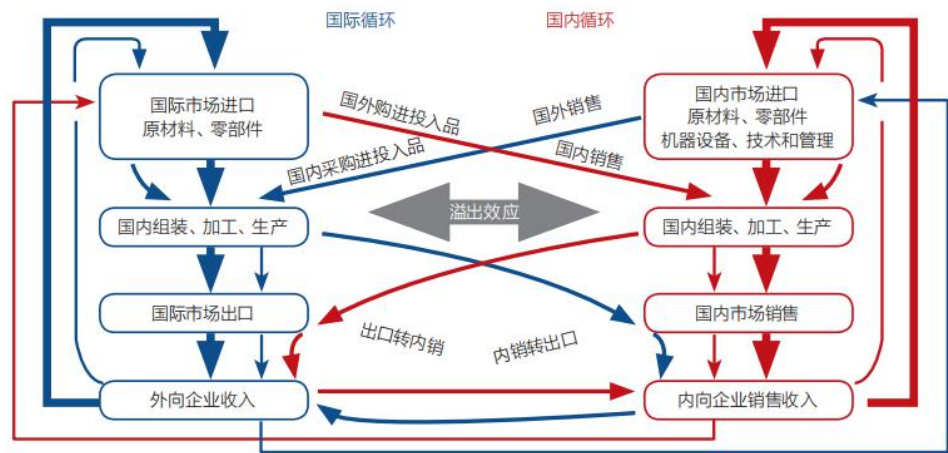 国际循环
国内循环
国际市场进口
原材料、零部件
国外购进投入品
国外销售
国内市场进口
原材料、零部件
机器设备、技术和管理
国内采购进投入品
国内销售
国内组装、加工、生产
溢出效应
国内组装、加工、生产
国际市场出口
国内市场销售
出口转内销
内销转出口
外向企业收入
内向企业销售收入